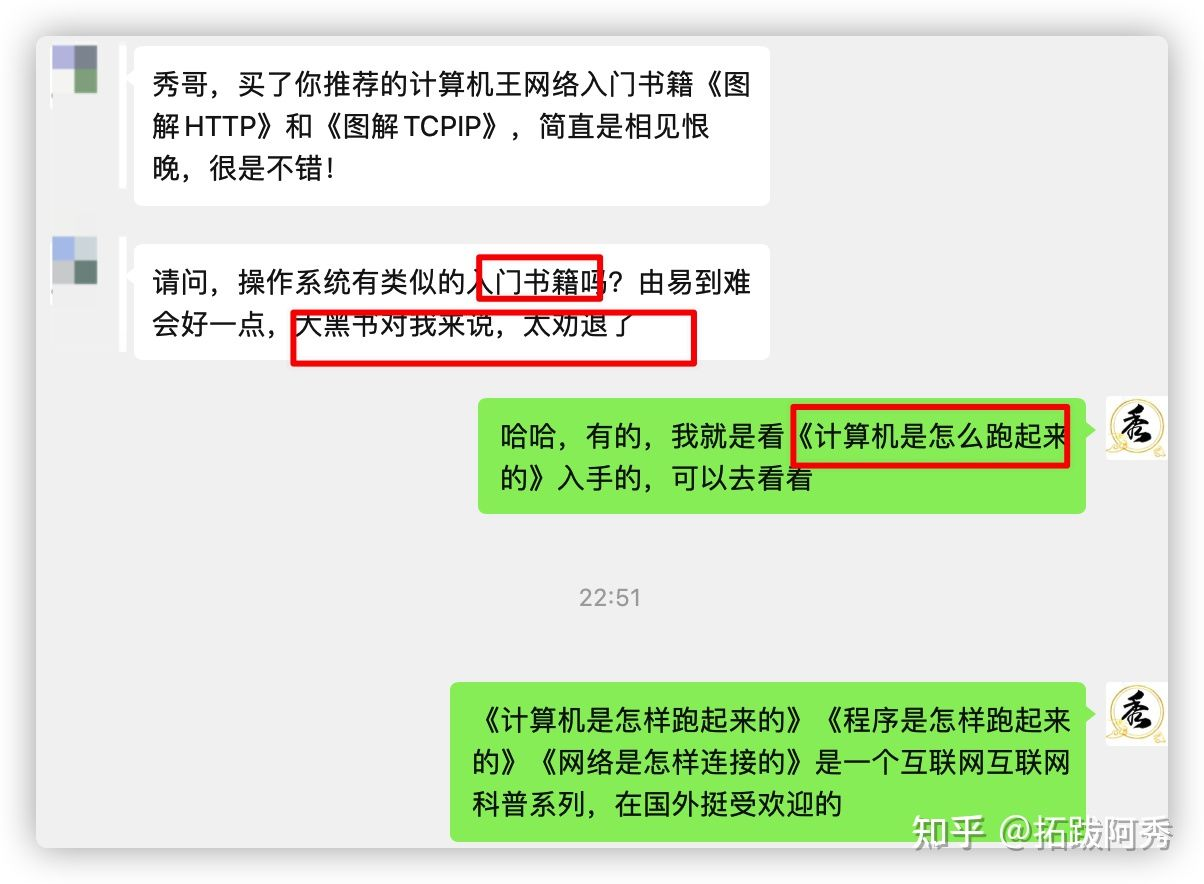 秀哥，买了你推荐的计算机王网络入门书籍《图
解HTTP》和《图解TCPIP》，简直是相见恨
晚，很是不错！
请问，操作系统有类似的入门书籍吗？由易到难
会好一点，大黑书对我来说，太劝退了
哈哈，有的，我就是看《计算机是怎么跑起来
的》入手的，可以去看看
秀
22:51
《计算机是怎样跑起来的》《程序是怎样跑起来
的》《网络是怎样连接的》是一个互联网互联网
科普系列，在国外挺受欢迎的
秀
知乎 @拓跋阿秀